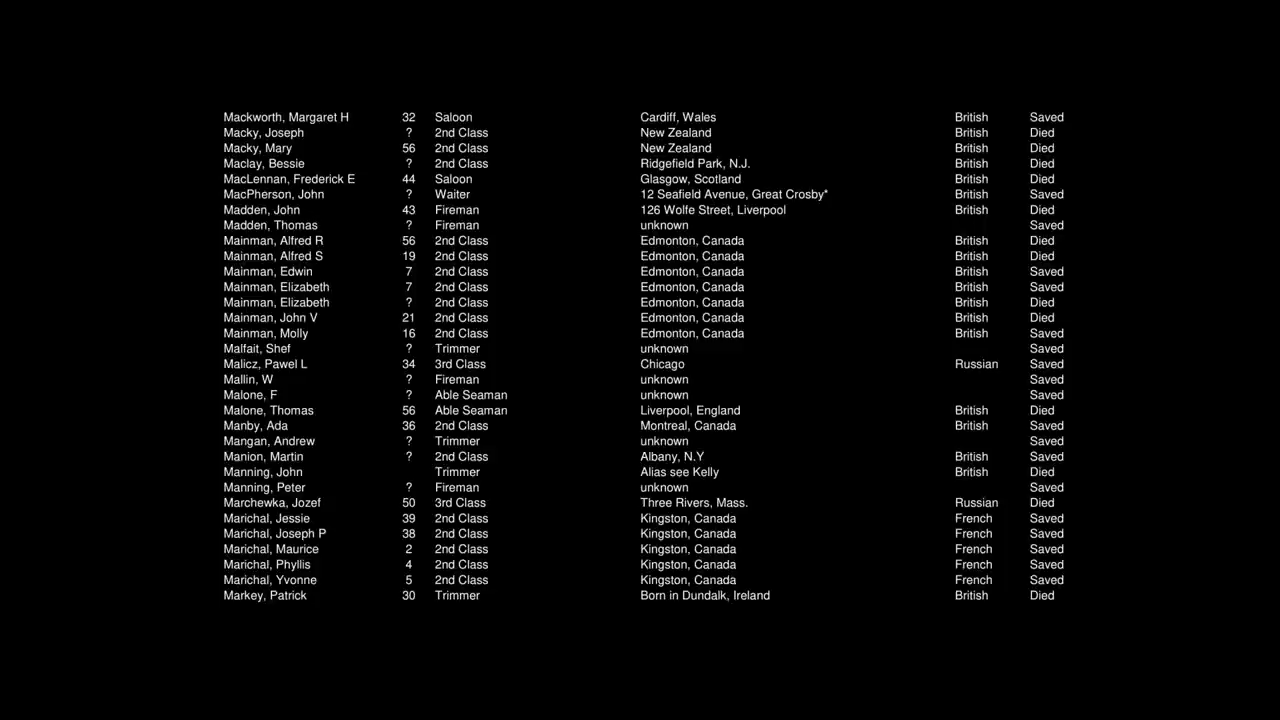 Mackworth, Margaret H 32 Saloon Cardiff, Wales British Saved
Macky, Joseph ? 2nd Class New Zealand British Died
Macky, Mary 56 2nd Class New Zealand British Died
Maclay, Bessie ? 2nd Class Ridgefield Park, N.J. British Died
MacLennan, Frederick E 44 Saloon Glasgow, Scotland British Died
MacPherson, John ? Waiter 12 Seafield Avenue, Great Crosby* British Saved
Madden, John 43 Fireman 126 Wolfe Street, Liverpool British Died
Madden, Thomas ? Fireman unknown Saved
Mainman, Alfred R 56 2nd Class Edmonton, Canada British Died
Mainman, Alfred S 19 2nd Class Edmonton, Canada British Died
Mainman, Edwin 7 2nd Class Edmonton, Canada British Saved
Mainman, Elizabeth 7 2nd Class Edmonton, Canada British Saved
Mainman, Elizabeth ? 2nd Class Edmonton, Canada British Died
Mainman, John V 21 2nd Class Edmonton, Canada British Died
Mainman, Molly 16 2nd Class Edmonton, Canada British Saved
Malfait, Shef ? Trimmer unknown Saved
Malicz, Pawel L 34 3rd Class Chicago Russian Saved
Mallin, W ? Fireman unknown Saved
Malone, F ? Able Seaman unknown Saved
Malone, Thomas 56 Able Seaman Liverpool, England British Died
Manby, Ada 36 2nd Class Montreal, Canada British Saved
Mangan, Andrew ? Trimmer unknown Saved
Manion, Martin ? 2nd Class Albany, N.Y British Saved
Manning, John Trimmer Alias see Kelly British Died
Manning, Peter ? Fireman unknown Saved
Marchewka, Jozef 50 3rd Class Three Rivers, Mass. Russian Died
Marichal, Jessie 39 2nd Class Kingston, Canada French Saved
Marichal, Joseph P 38 2nd Class Kingston, Canada French Saved
Marichal, Maurice 2 2nd Class Kingston, Canada French Saved
Marichal, Phyllis 4 2nd Class Kingston, Canada French Saved
Marichal, Yvonne 5 2nd Class Kingston, Canada French Saved
Markey, Patrick 30 Trimmer Born in Dundalk, Ireland British Died